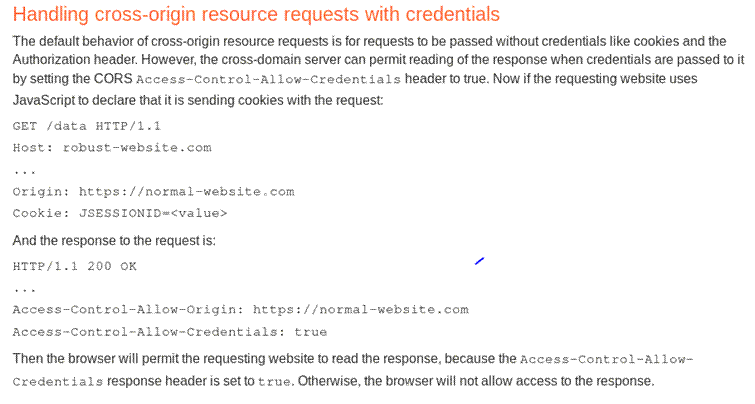 Handling cross-origin resource requests with credentials
The default behavior of cross-origin resource requests is for requests to be passed without credentials like cookies and the
Authorization header. However, the cross-domain server can permit reading of the response when credentials are passed to it
by setting the CORS Access-Control-Allow-Credentials header to true. Now if the requesting website uses
JavaScript to declare that it is sending cookies with the request:
GET /data HTTP/1.1
Host: robust-website.com
...
Origin: https://normal-website.com
Cookie: JSESSIONID=<value>
And the response to the request is:
HTTP/1.1 200 OK
...
Access-Control-Allow-Origin: https://normal-website.com
Access-Control-Allow-Credentials: true
Then the browser will permit the requesting website to read the response, because the Access-Control-Allow-
Credentials response header is set to true. Otherwise, the browser will not allow access to the response.